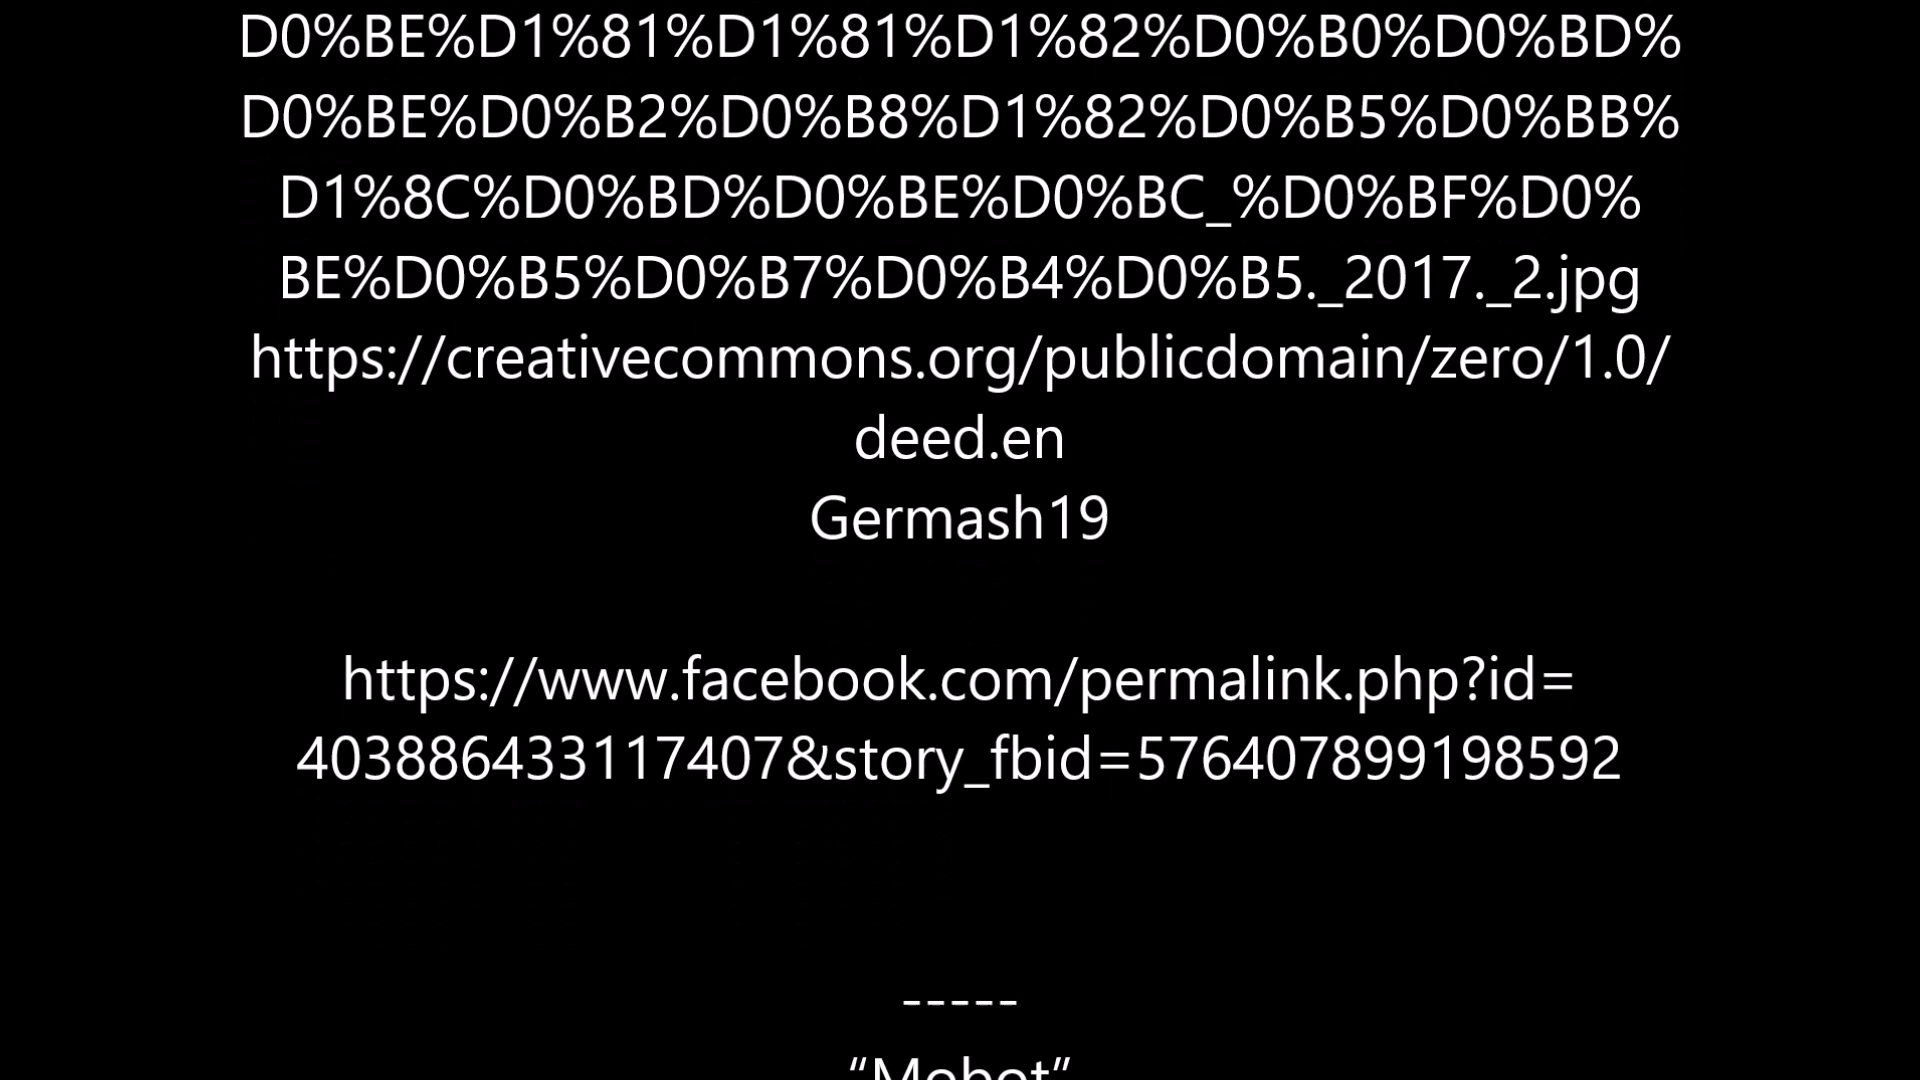 D0%BE%D1%81%D1%81%D1%82%D0%B0%D0%BD%
D0%BE%D0%B2%D0%B8%D1%82%D0%B5%D0%BB%
D1%8C%D0%BD%D0%BE%D0%BC_%D0%BF%D0%
BE%D0%B5%D0%B7%D0%B4%D0%B5._2017._2.jpg
https://creativecommons.org/publicdomain/zero/1.0/
deed.en
Germash19
https://www.facebook.com/permalink.php?id=
403886433117407&story_fbid=576407899198592
-----